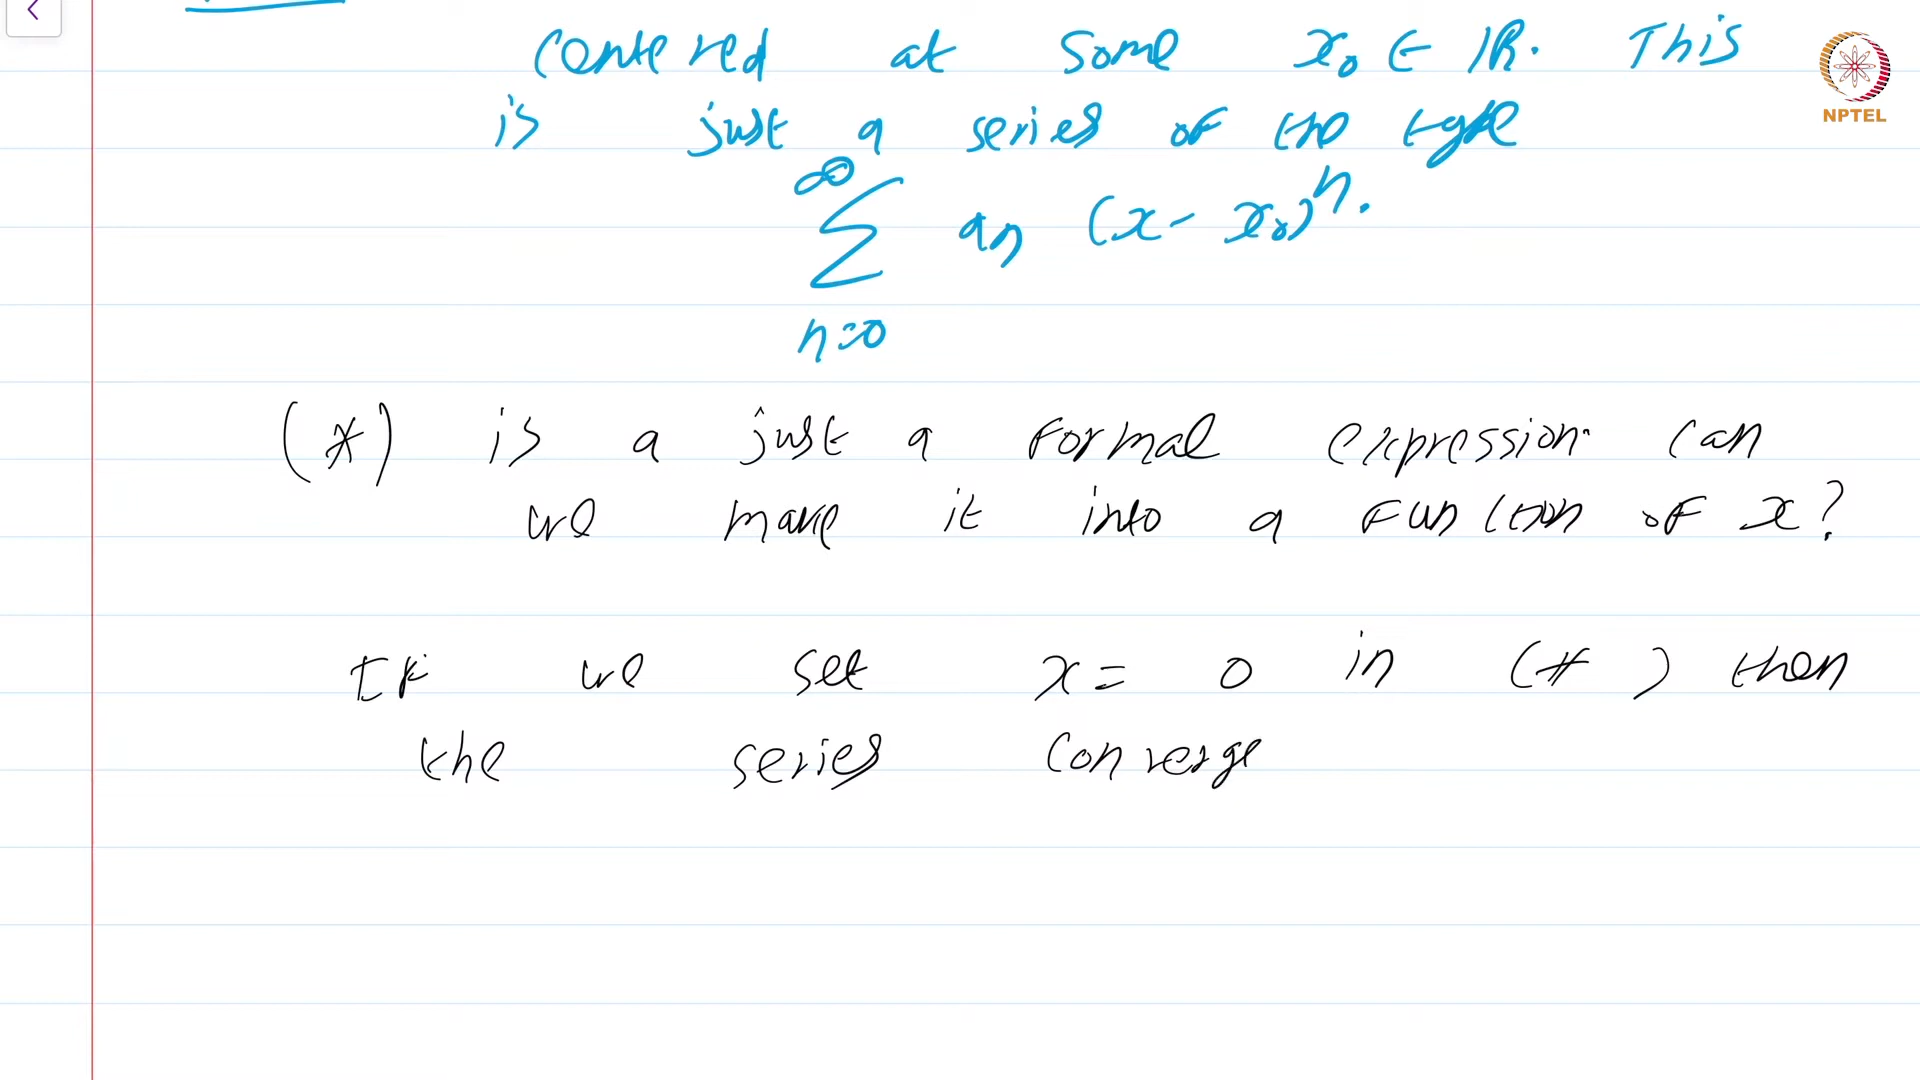 centered at some x₀ ∈ ℝ. This
is just a series of the type
∞
∑ aₙ (x - x₀)ⁿ.
n=0
(*) is a just a formal expression. Can
we make it into a function of x?
If we set x = 0 in (*) then
the series converge
NPTEL